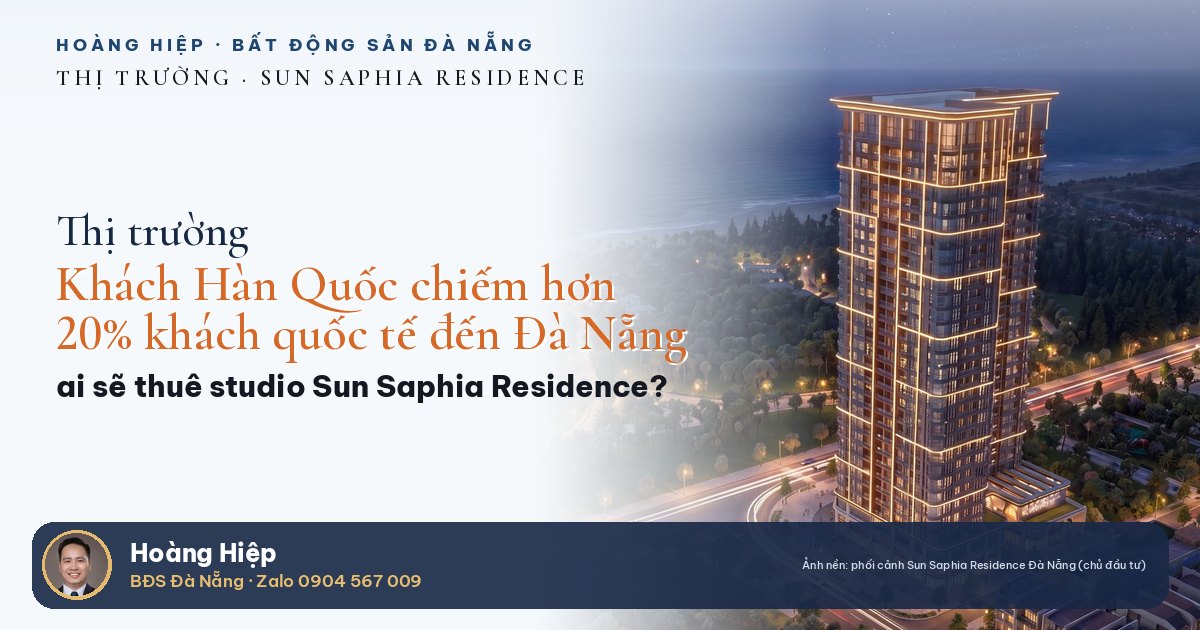 HOÀNG HIỆP · BẤT ĐỘNG SẢN ĐÀ NẴNG
THỊ TRƯỜNG · SUN SAPHIA RESIDENCE
Thị trường
Khách Hàn Quốc chiếm hơn
20% khách quốc tế đến Đà Nẵng
ai sẽ thuê studio Sun Saphia Residence?
Hoàng Hiệp
BĐS Đà Nẵng · Zalo 0904 567 009
Ảnh nền: phối cảnh Sun Saphia Residence Đà Nẵng (chủ đầu tư)